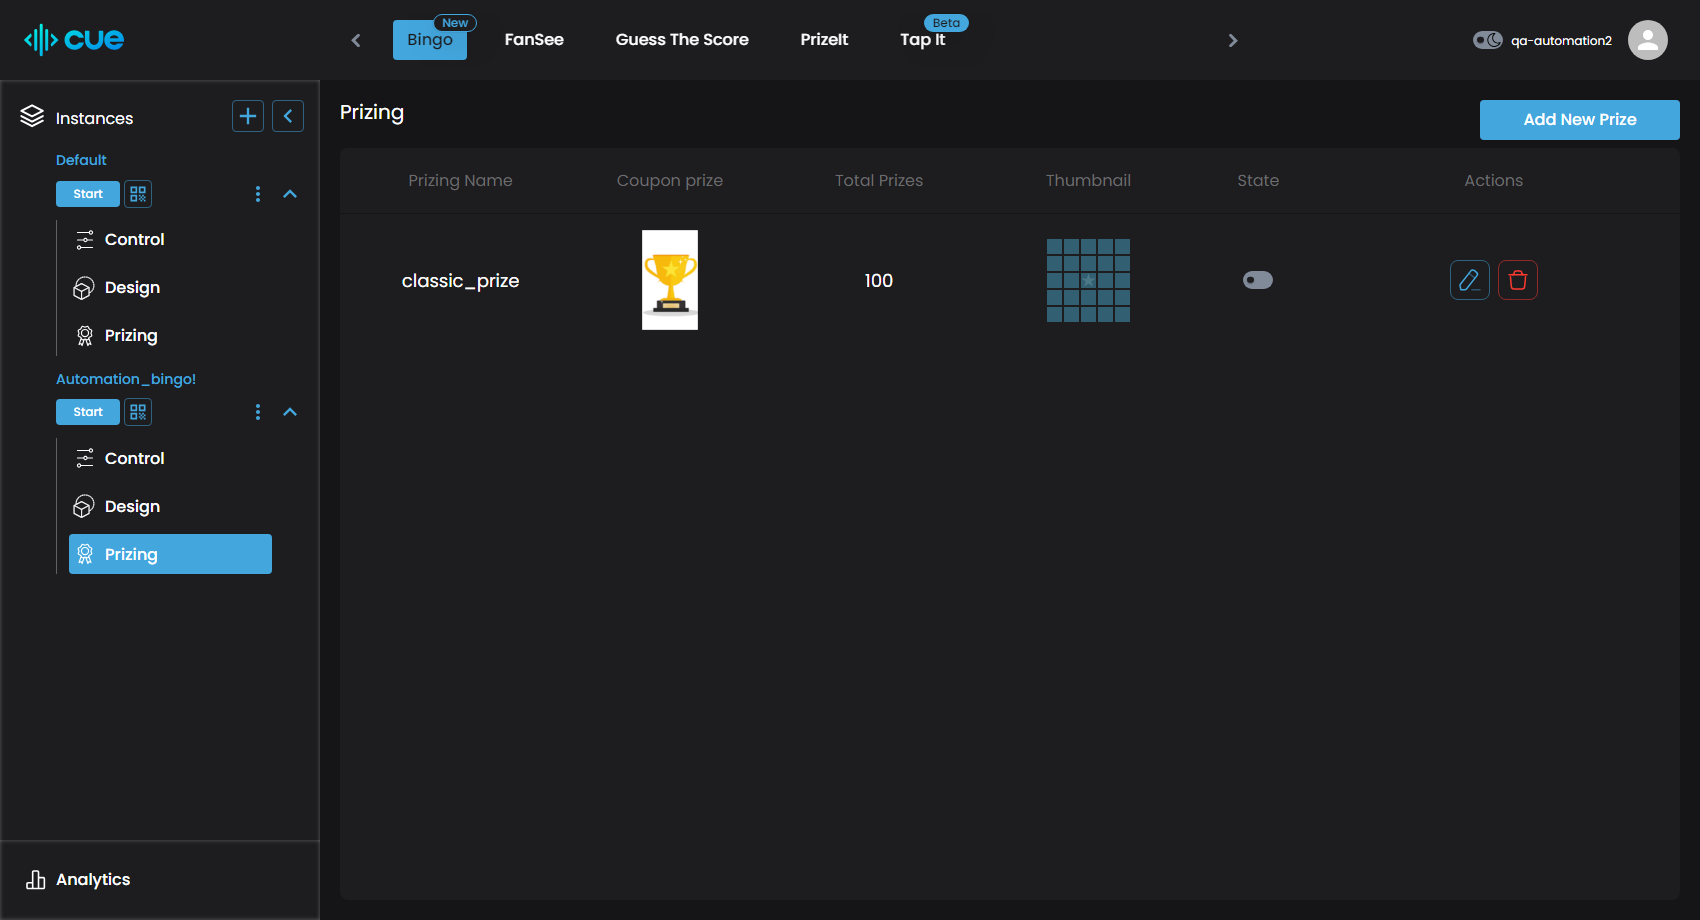 cue
Bingo
New
FanSee
Guess The Score
PrizeIt
Tap It
Beta
qa-automation2
Instances
Default
Start
Control
Design
Prizing
Automation_bingo!
Start
Control
Design
Prizing
Analytics
Prizing
Add New Prize
Prizing Name Coupon prize Total Prizes Thumbnail State Actions
classic_prize 100